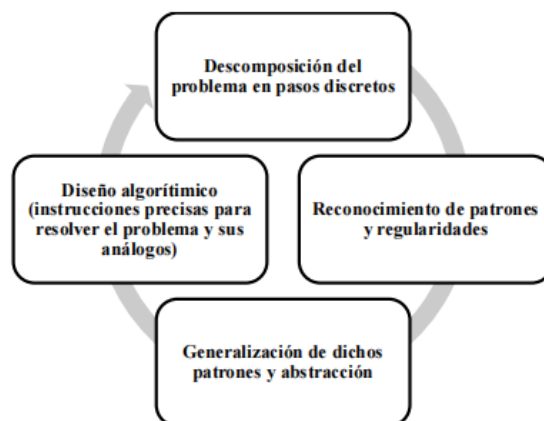 Descomposición del
problema en pasos discretos
Reconocimiento de patrones
y regularidades
Generalización de dichos
patrones y abstracción
Diseño algorítimico
(instrucciones precisas para
resolver el problema y sus
análogos)